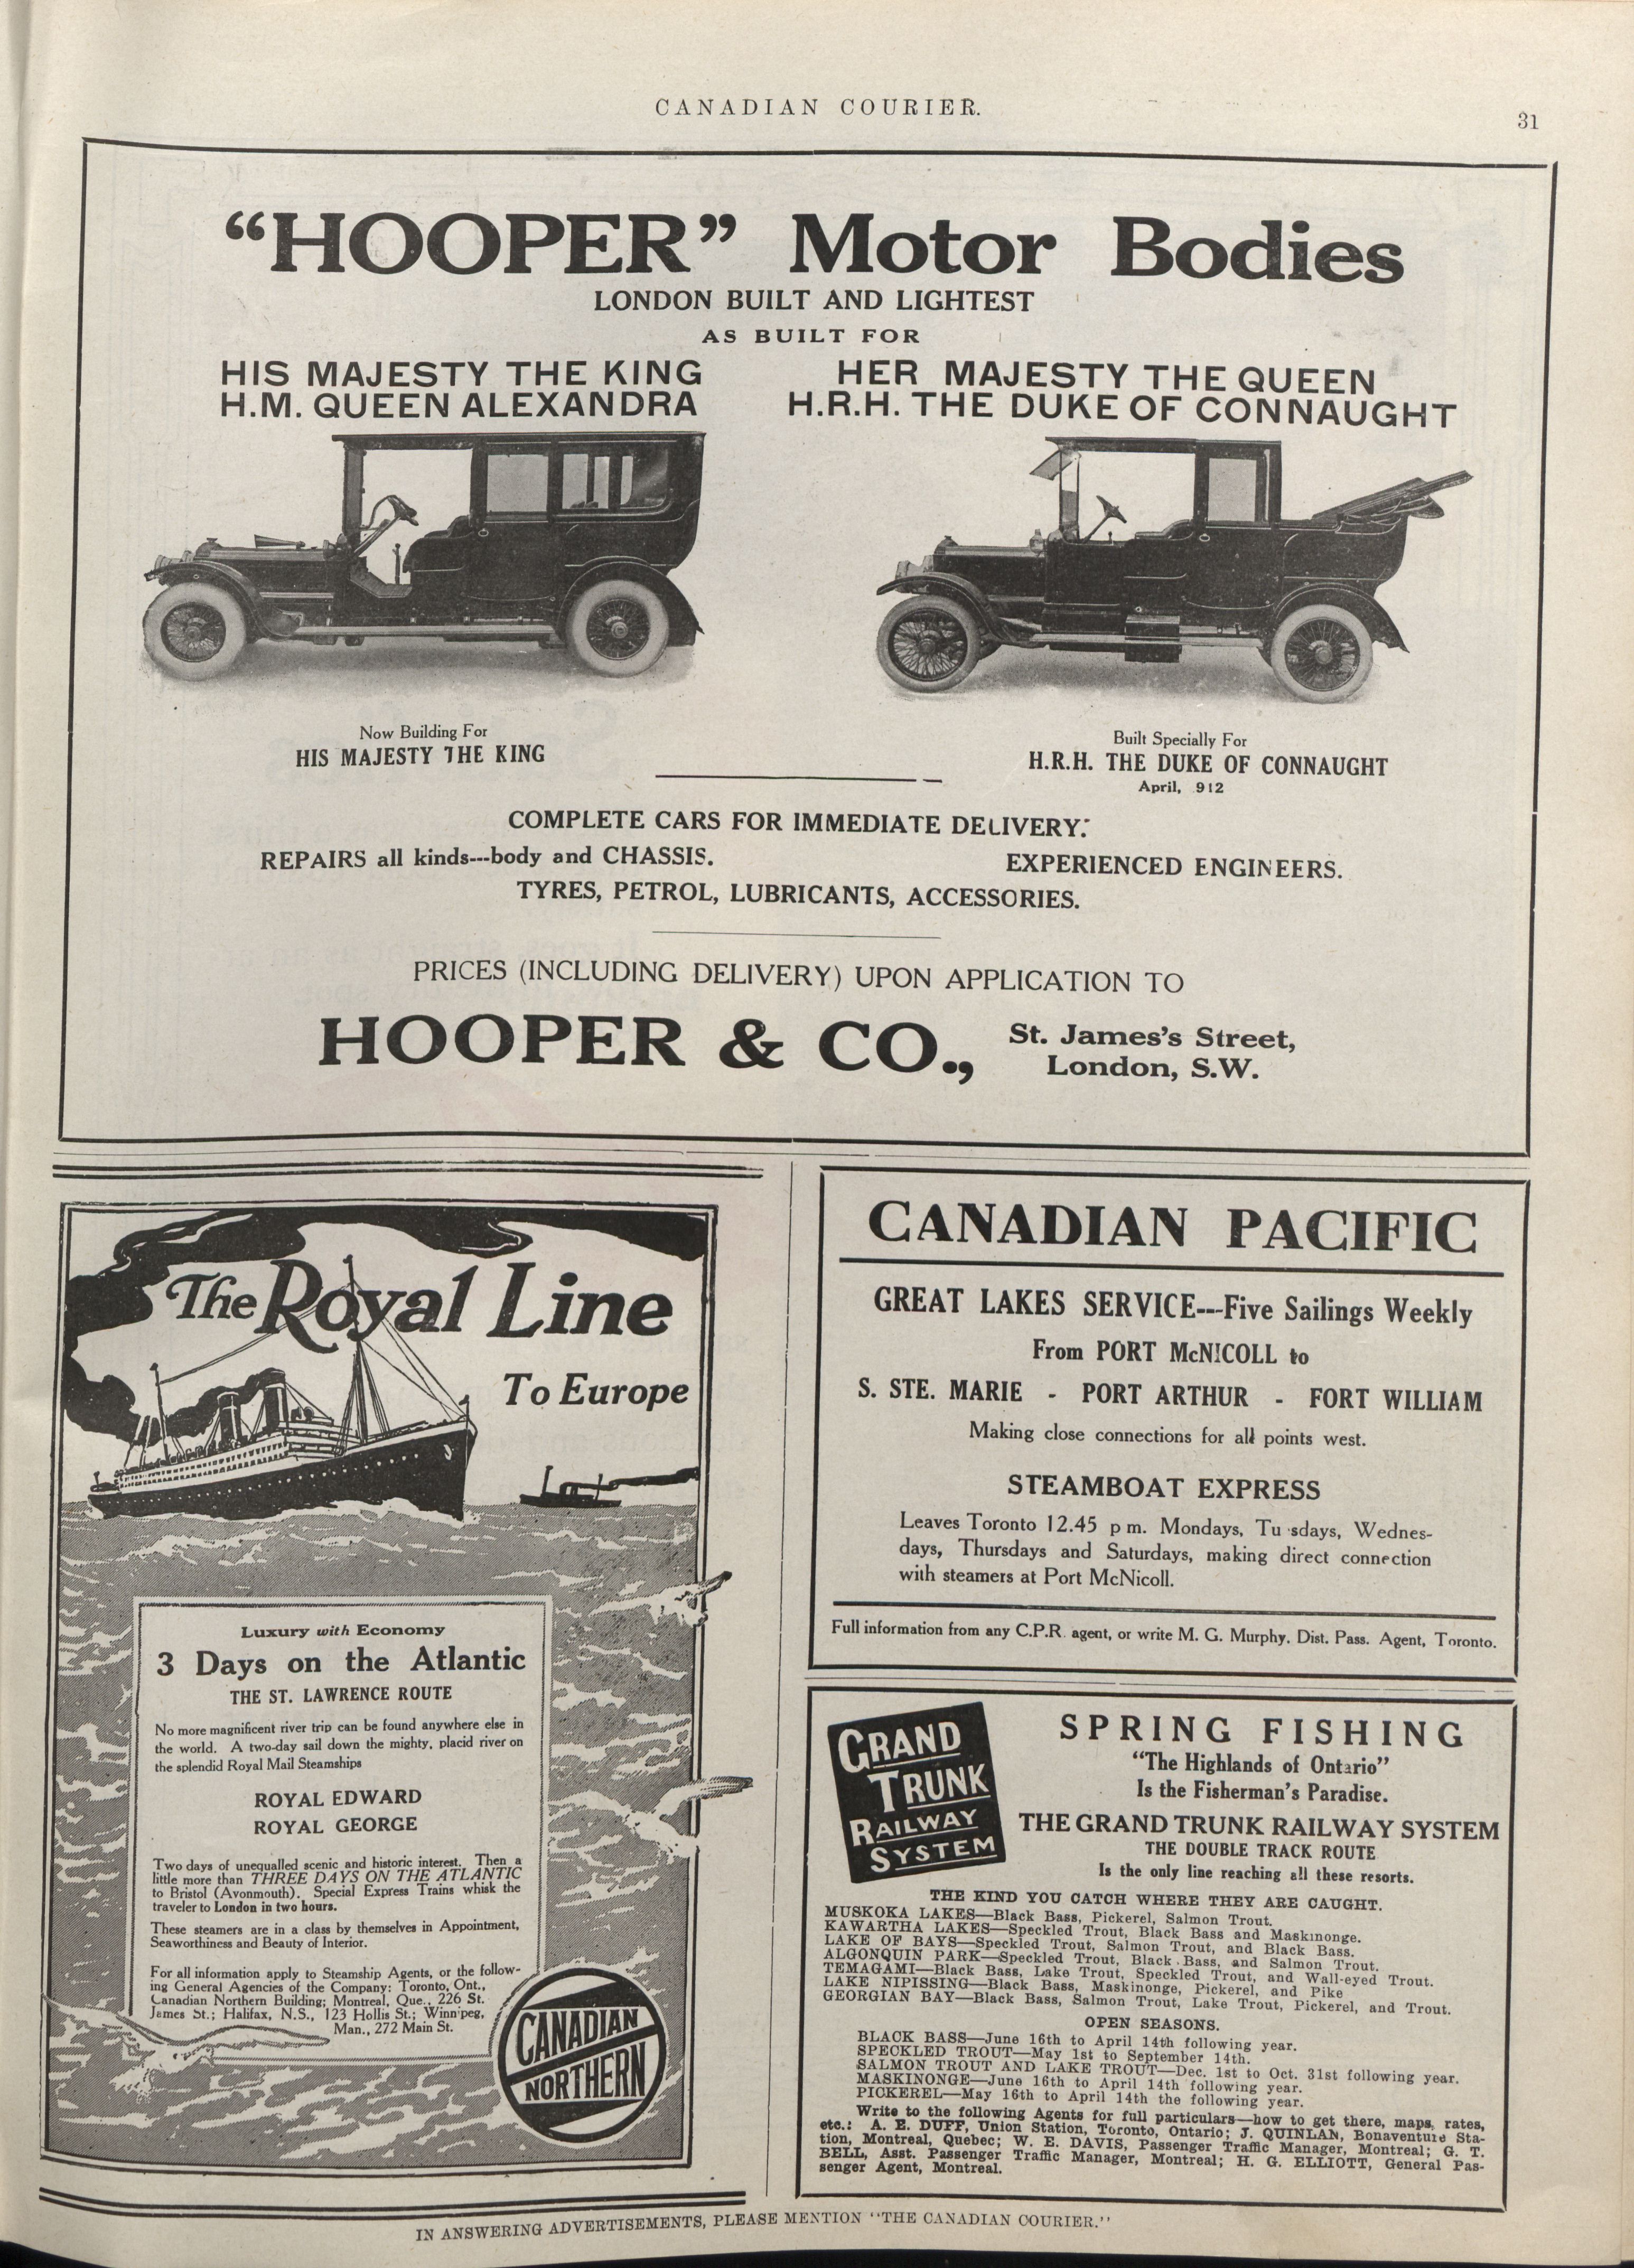 CANADIAN COURIER.
31
"HOOPER" Motor Bodies
LONDON BUILT AND LIGHTEST
AS BUILT FOR
HIS MAJESTY THE KING
H.M. QUEEN ALEXANDRA
HER MAJESTY THE QUEEN
H.R.H. THE DUKE OF CONNAUGHT
Now Building For
HIS MAJESTY THE KING
Built Specially For
H.R.H. THE DUKE OF CONNAUGHT
April, 912
COMPLETE CARS FOR IMMEDIATE DELIVERY:
REPAIRS all kinds---body and CHASSIS.
EXPERIENCED ENGINEERS.
TYRES, PETROL, LUBRICANTS, ACCESSORIES.
PRICES (INCLUDING DELIVERY) UPON APPLICATION TO
HOOPER & CO.,
St. James's Street,
London, S.W.
The Royal Line
To Europe
Luxury with Economy
3 Days on the Atlantic
THE ST. LAWRENCE ROUTE
No more magnificent river trip can be found anywhere else in
the world. A two-day sail down the mighty, placid river on
the splendid Royal Mail Steamships
ROYAL EDWARD
ROYAL GEORGE
Two days of unequalled scenic and historic interest. Then a
little more than THREE DAYS ON THE ATLANTIC
to Bristol (Avonmouth). Special Express Trains whisk the
traveler to London in two hours.
These steamers are in a class by themselves in Appointment,
Seaworthiness and Beauty of Interior.
For all information apply to Steamship Agents, or the follow-
ing General Agencies of the Company: Toronto, Ont.,
Canadian Northern Building; Montreal, Que., 226 St.
James St.; Halifax, N.S., 123 Hollis St.; Winn'peg,
Man., 272 Main St.
CANADIAN
NORTHERN
CANADIAN PACIFIC
GREAT LAKES SERVICE---Five Sailings Weekly
From PORT McNICOLL to
S. STE. MARIE - PORT ARTHUR - FORT WILLIAM
Making close connections for all points west.
STEAMBOAT EXPRESS
Leaves Toronto 12.45 p m. Mondays, Tu sdays, Wednes-
days, Thursdays and Saturdays, making direct connection
with steamers at Port McNicoll.
Full information from any C.P.R. agent, or write M. G. Murphy. Dist. Pass. Agent, Toronto.
GRAND
TRUNK
RAILWAY
SYSTEM
SPRING FISHING
"The Highlands of Ontario"
Is the Fisherman's Paradise.
THE GRAND TRUNK RAILWAY SYSTEM
THE DOUBLE TRACK ROUTE
Is the only line reaching all these resorts.
THE KIND YOU CATCH WHERE THEY ARE CAUGHT.
MUSKOKA LAKES—Black Bass, Pickerel, Salmon Trout.
KAWARTHA LAKES—Speckled Trout, Black Bass and Maskinonge.
LAKE OF BAYS—Speckled Trout, Salmon Trout, and Black Bass.
ALGONQUIN PARK—Speckled Trout, Black Bass, and Salmon Trout.
TEMAGAMI—Black Bass, Lake Trout, Speckled Trout, and Wall-eyed Trout.
LAKE NIPISSING—Black Bass, Maskinonge, Pickerel, and Pike
GEORGIAN BAY—Black Bass, Salmon Trout, Lake Trout, Pickerel, and Trout.
OPEN SEASONS.
BLACK BASS—June 16th to April 14th following year.
SPECKLED TROUT—May 1st to September 14th.
SALMON TROUT AND LAKE TROUT—Dec. 1st to Oct. 31st following year.
MASKINONGE—June 16th to April 14th following year.
PICKEREL—May 16th to April 14th the following year.
Write to the following Agents for full particulars—how to get there, maps, rates,
etc.: A. E. DUFF, Union Station, Toronto, Ontario; J. QUINLAN, Bonaventure Sta-
tion, Montreal, Quebec; W. E. DAVIS, Passenger Traffic Manager, Montreal; G. T.
BELL, Asst. Passenger Traffic Manager, Montreal; H. G. ELLIOTT, General Pas-
senger Agent, Montreal.
IN ANSWERING ADVERTISEMENTS, PLEASE MENTION "THE CANADIAN COURIER."